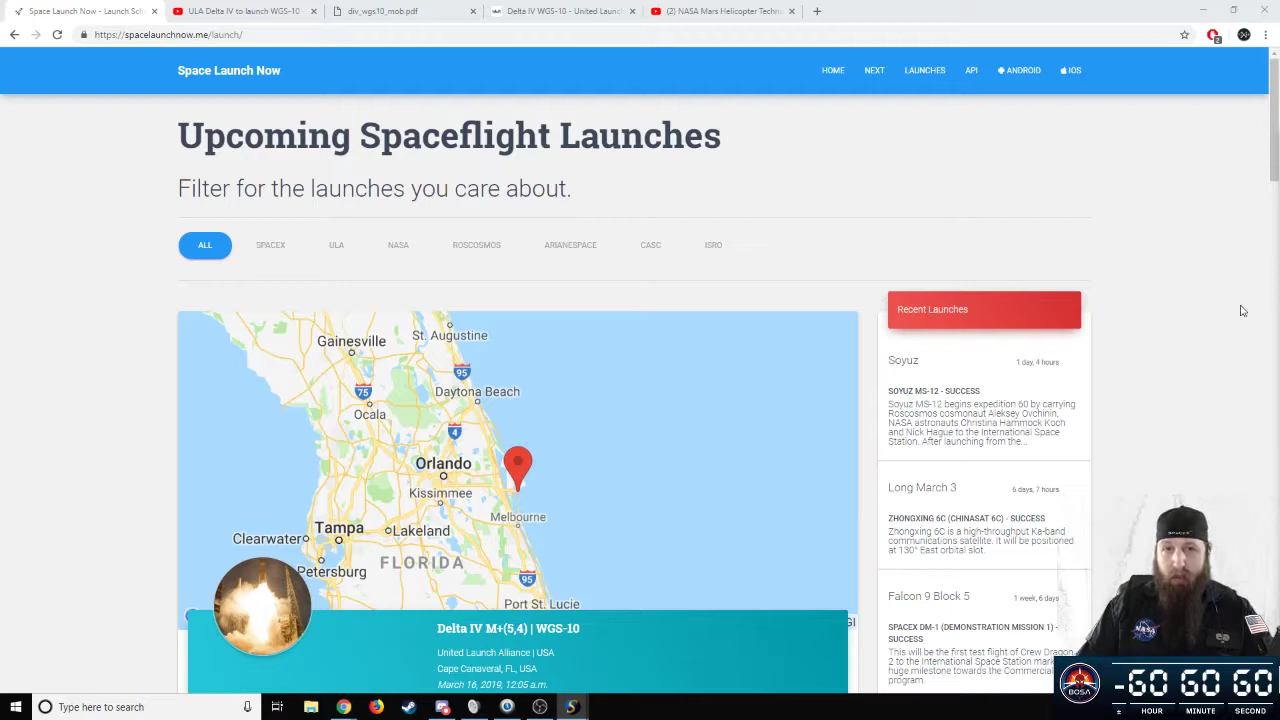 Space Launch Now - Launch Sch
ULA Delta IV to launch WGS-10
div_wgs10_mob.pdf
Delta IV WGS-10 - United Launc
(2) NASA Mars Helicopter Techno
https://spacelaunchnow.me/launch/
Space Launch Now
HOME
NEXT
LAUNCHES
API
ANDROID
IOS
Upcoming Spaceflight Launches
Filter for the launches you care about.
ALL
SPACEX
ULA
NASA
ROSCOSMOS
ARIANESPACE
CASC
ISRO
Gainesville
St. Augustine
95
75
Daytona Beach
Ocala
4
Orlando
Kissimmee
Melbourne
Tampa
Lakeland
Clearwater
FLORIDA
Petersburg
95
Port St. Lucie
Delta IV M+(5,4) | WGS-10
United Launch Alliance | USA
Cape Canaveral, FL, USA
March 16, 2019, 12:05 a.m.
Recent Launches
Soyuz
1 day, 4 hours
SOYUZ MS-12 - SUCCESS
Soyuz MS-12 begins expedition 60 by carrying
Roscosmos cosmonaut Aleksey Ovchinin,
NASA astronauts Christina Hammock Koch
and Nick Hague to the International Space
Station. After launching from the...
Long March 3
6 days, 7 hours
ZHONGXING 6C (CHINASAT 6C) - SUCCESS
Zhongxing 6C is a high-throughput Ka-band
communications satellite. It will be positioned
at 130° East orbital slot.
Falcon 9 Block 5
1 week, 6 days
SPACEX DM-1 (DEMONSTRATION MISSION 1) -
SUCCESS
This will be the first test flight of Crew Dragon
2 to the International Space Station mark
huge milestone towards the Commercial
program.
NASA
BOSA
-60 60 60
± HOUR MINUTE SECOND
Type here to search